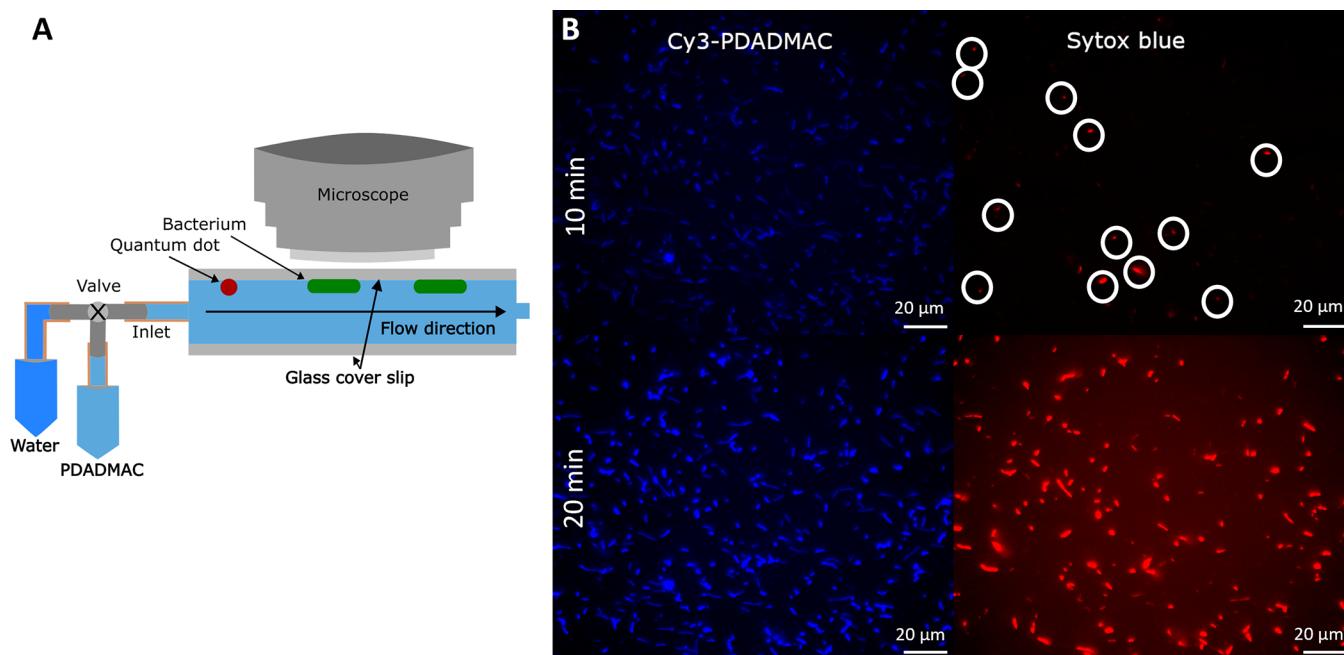 A
Microscope
Bacterium
Quantum dot
Valve
Inlet
Flow direction
Glass cover slip
Water
PDADMAC
B
Cy3-PDADMAC
Sytox blue
10 min
20 µm
20 µm
20 min
20 µm
20 µm